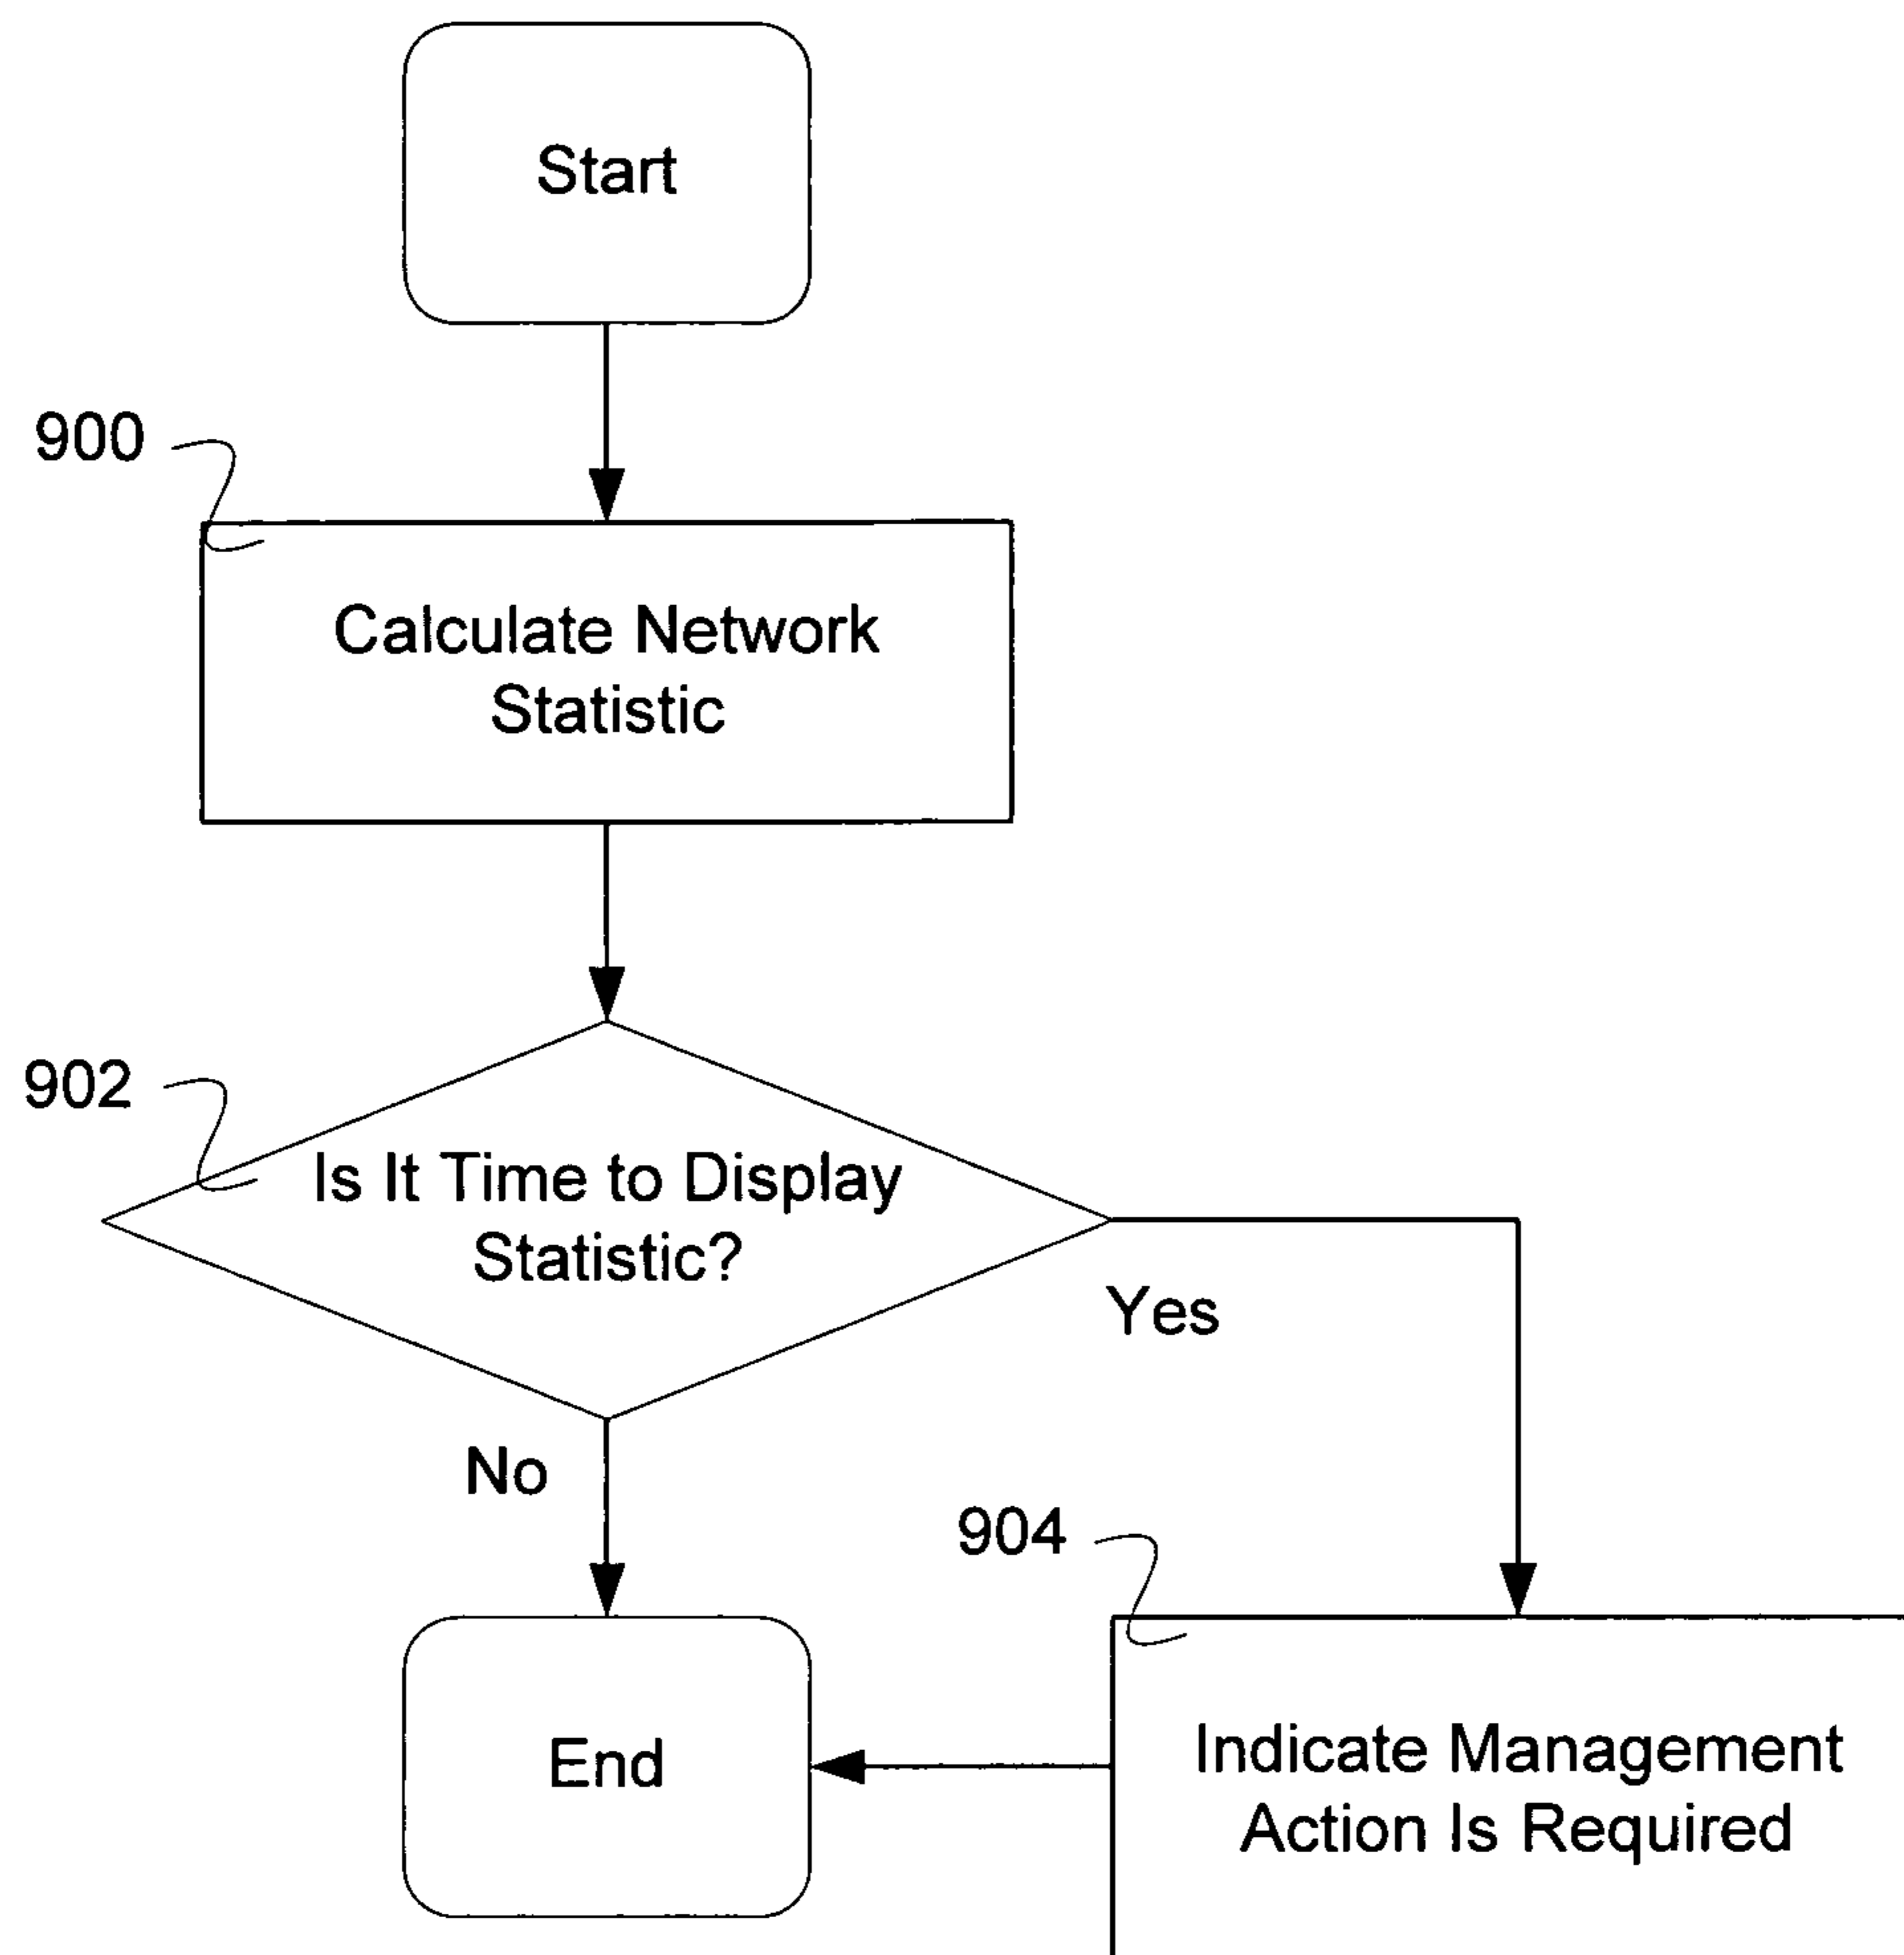 Start
900
Calculate Network
Statistic
902
Is It Time to Display
Statistic?
Yes
No
904
End
Indicate Management
Action Is Required